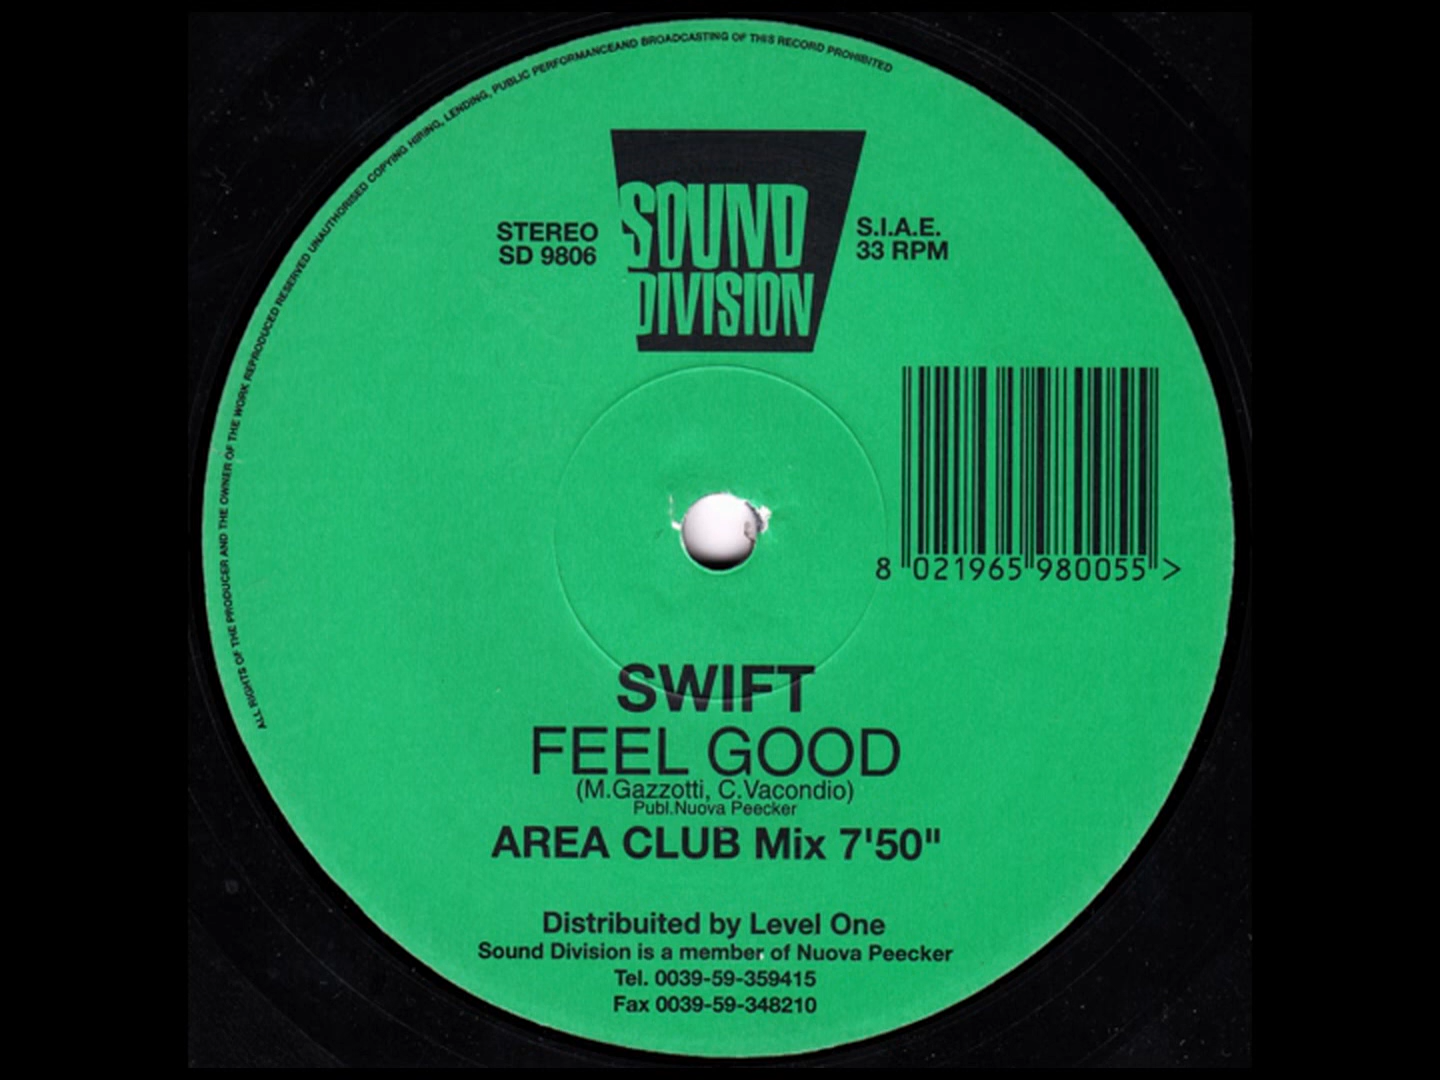 ALL RIGHTS OF THE PRODUCER AND THE OWNER OF THE WORK REPRODUCED RESERVED UNAUTHORISED COPYING HIRING, LENDING, PUBLIC PERFORMANCEAND BROADCASTING OF THIS RECORD PROHIBITED
SOUND
DIVISION
STEREO
SD 9806
S.I.A.E.
33 RPM
8 021965 980055 >
SWIFT
FEEL GOOD
(M.Gazzotti, C.Vacondio)
Publ.Nuova Peecker
AREA CLUB Mix 7'50"
Distribuited by Level One
Sound Division is a member of Nuova Peecker
Tel. 0039-59-359415
Fax 0039-59-348210